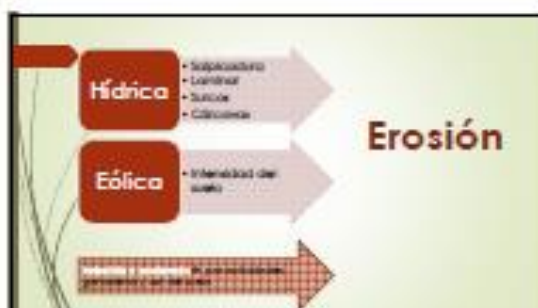 Hídrica
• Salpicadura
• Laminar
• Surcos
• Cárcavas
Erosión
Eólica
• Intensidad del
suelo